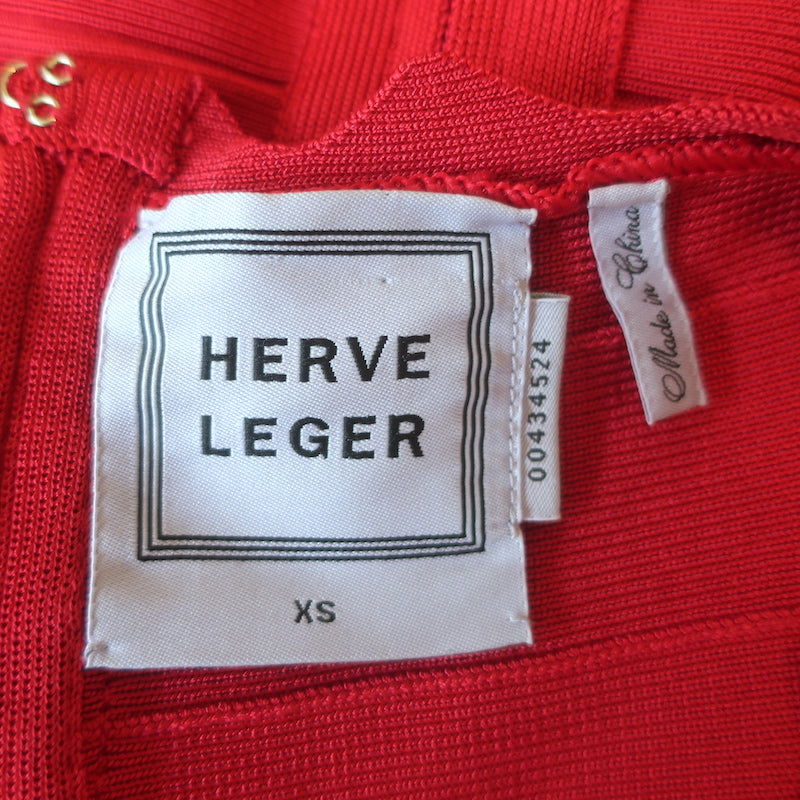 HERVE
LEGER
XS
00434524
Made in China